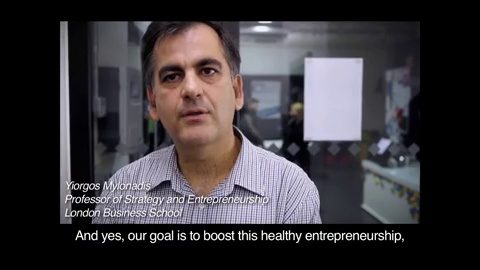 Yiorgos Mylonadis
Professor of Strategy and Entrepreneurship
London Business School
And yes, our goal is to boost this healthy entrepreneurship,